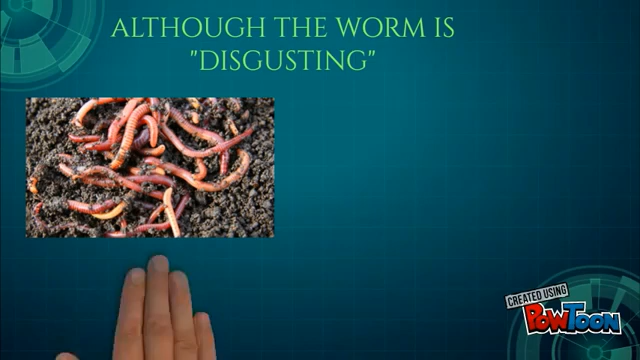 ALTHOUGH THE WORM IS
"DISGUSTING"
CREATED USING
POWTOON